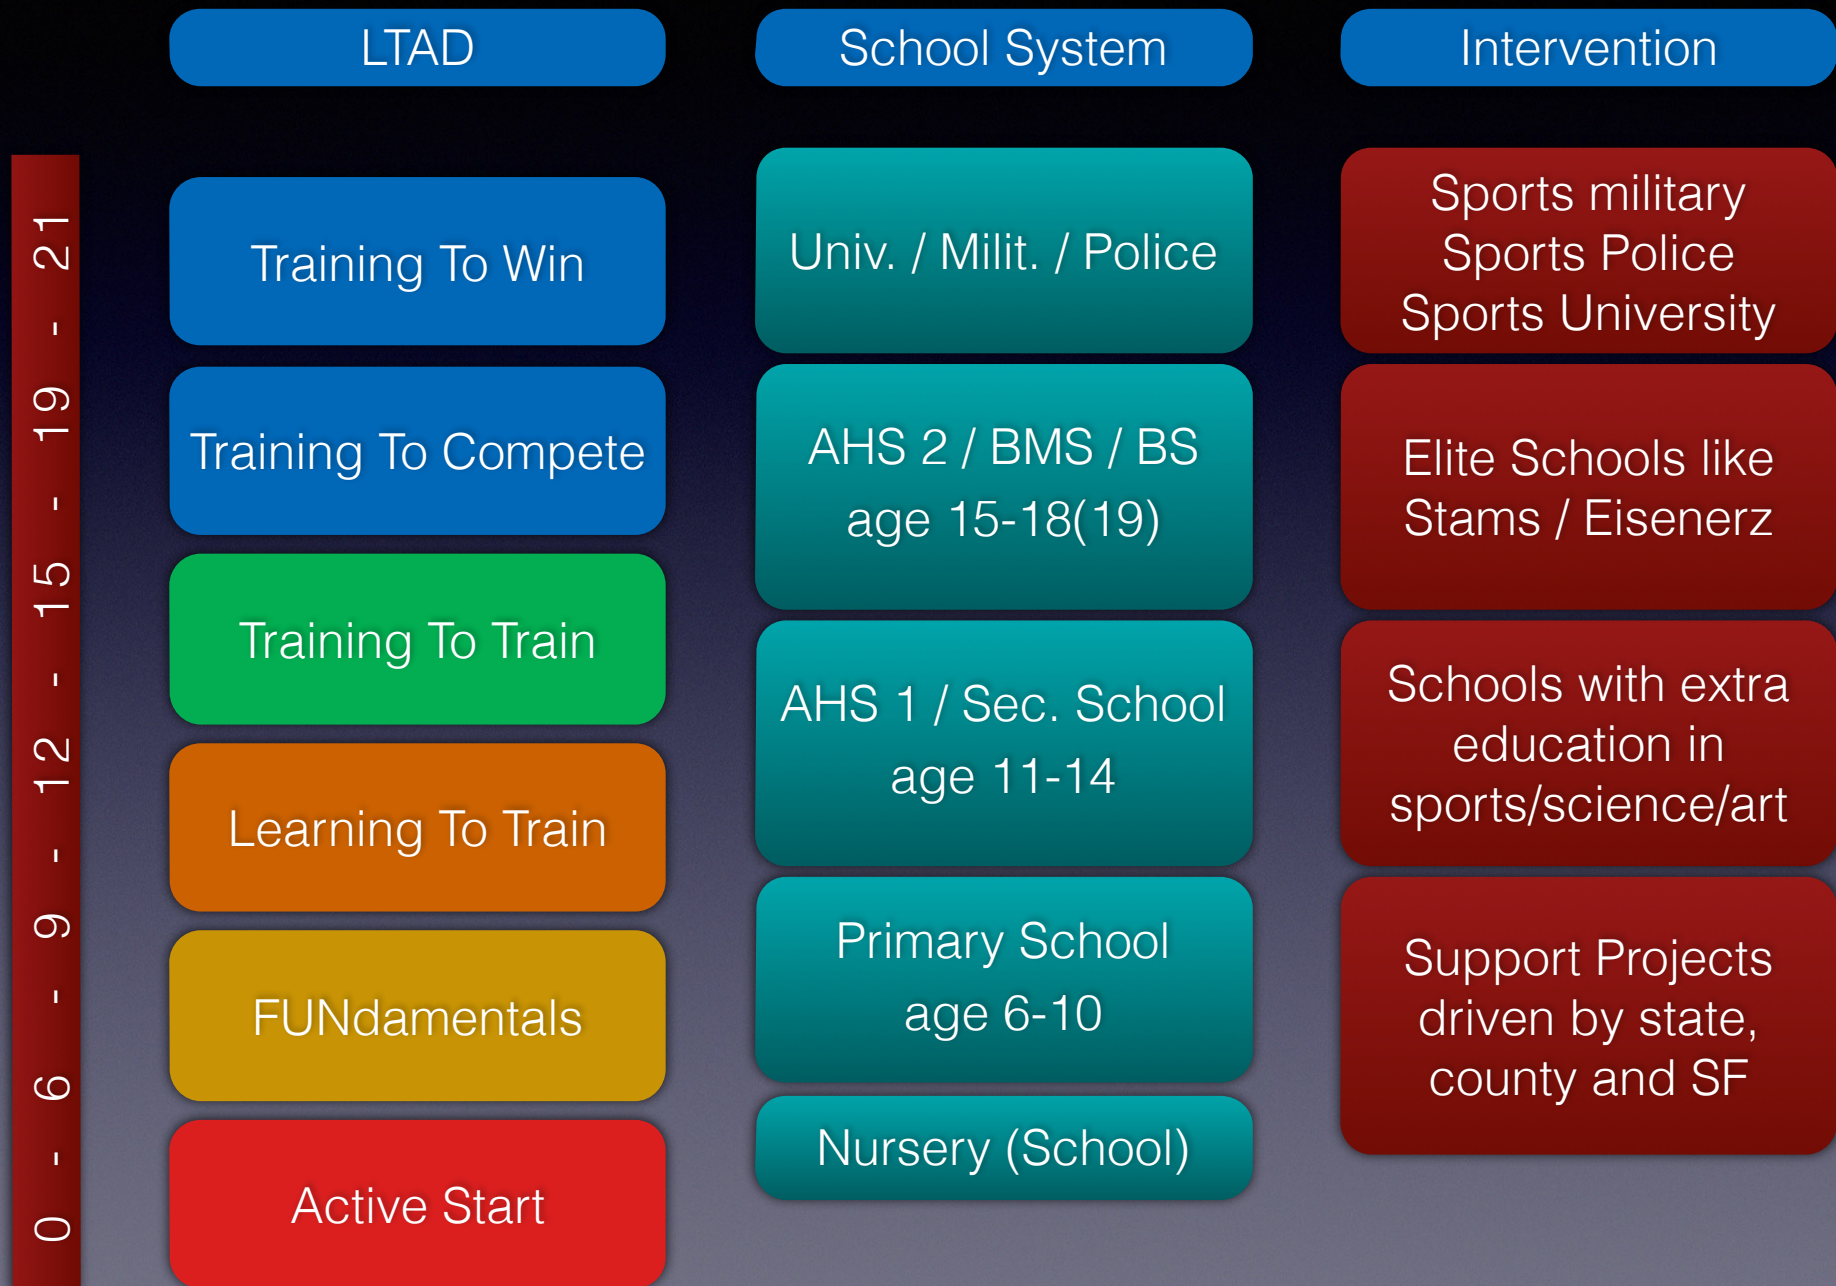 LTAD
School System
Intervention
0 - 6 - 9 - 12 - 15 - 19 - 21
Training To Win
Training To Compete
Training To Train
Learning To Train
FUNdamentals
Active Start
Univ. / Milit. / Police
AHS 2 / BMS / BS
age 15-18(19)
AHS 1 / Sec. School
age 11-14
Primary School
age 6-10
Nursery (School)
Sports military
Sports Police
Sports University
Elite Schools like
Stams / Eisenerz
Schools with extra
education in
sports/science/art
Support Projects
driven by state,
county and SF